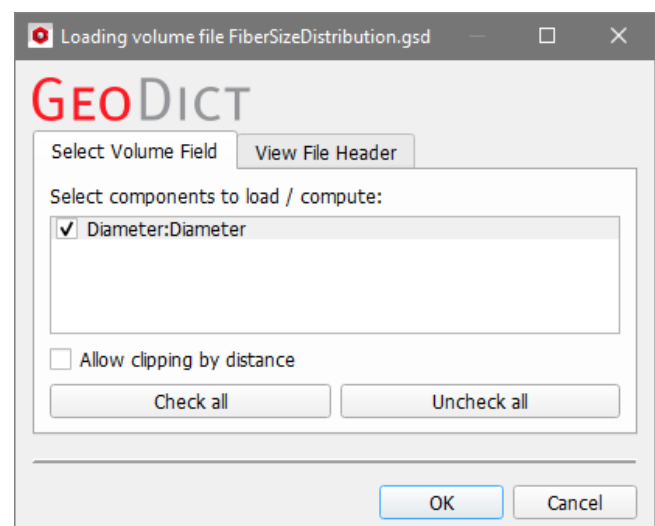 Loading volume file FiberSizeDistribution.gsd
GEODICT
Select Volume Field View File Header
Select components to load / compute:
Diameter:Diameter
Allow clipping by distance
Check all Uncheck all
OK Cancel